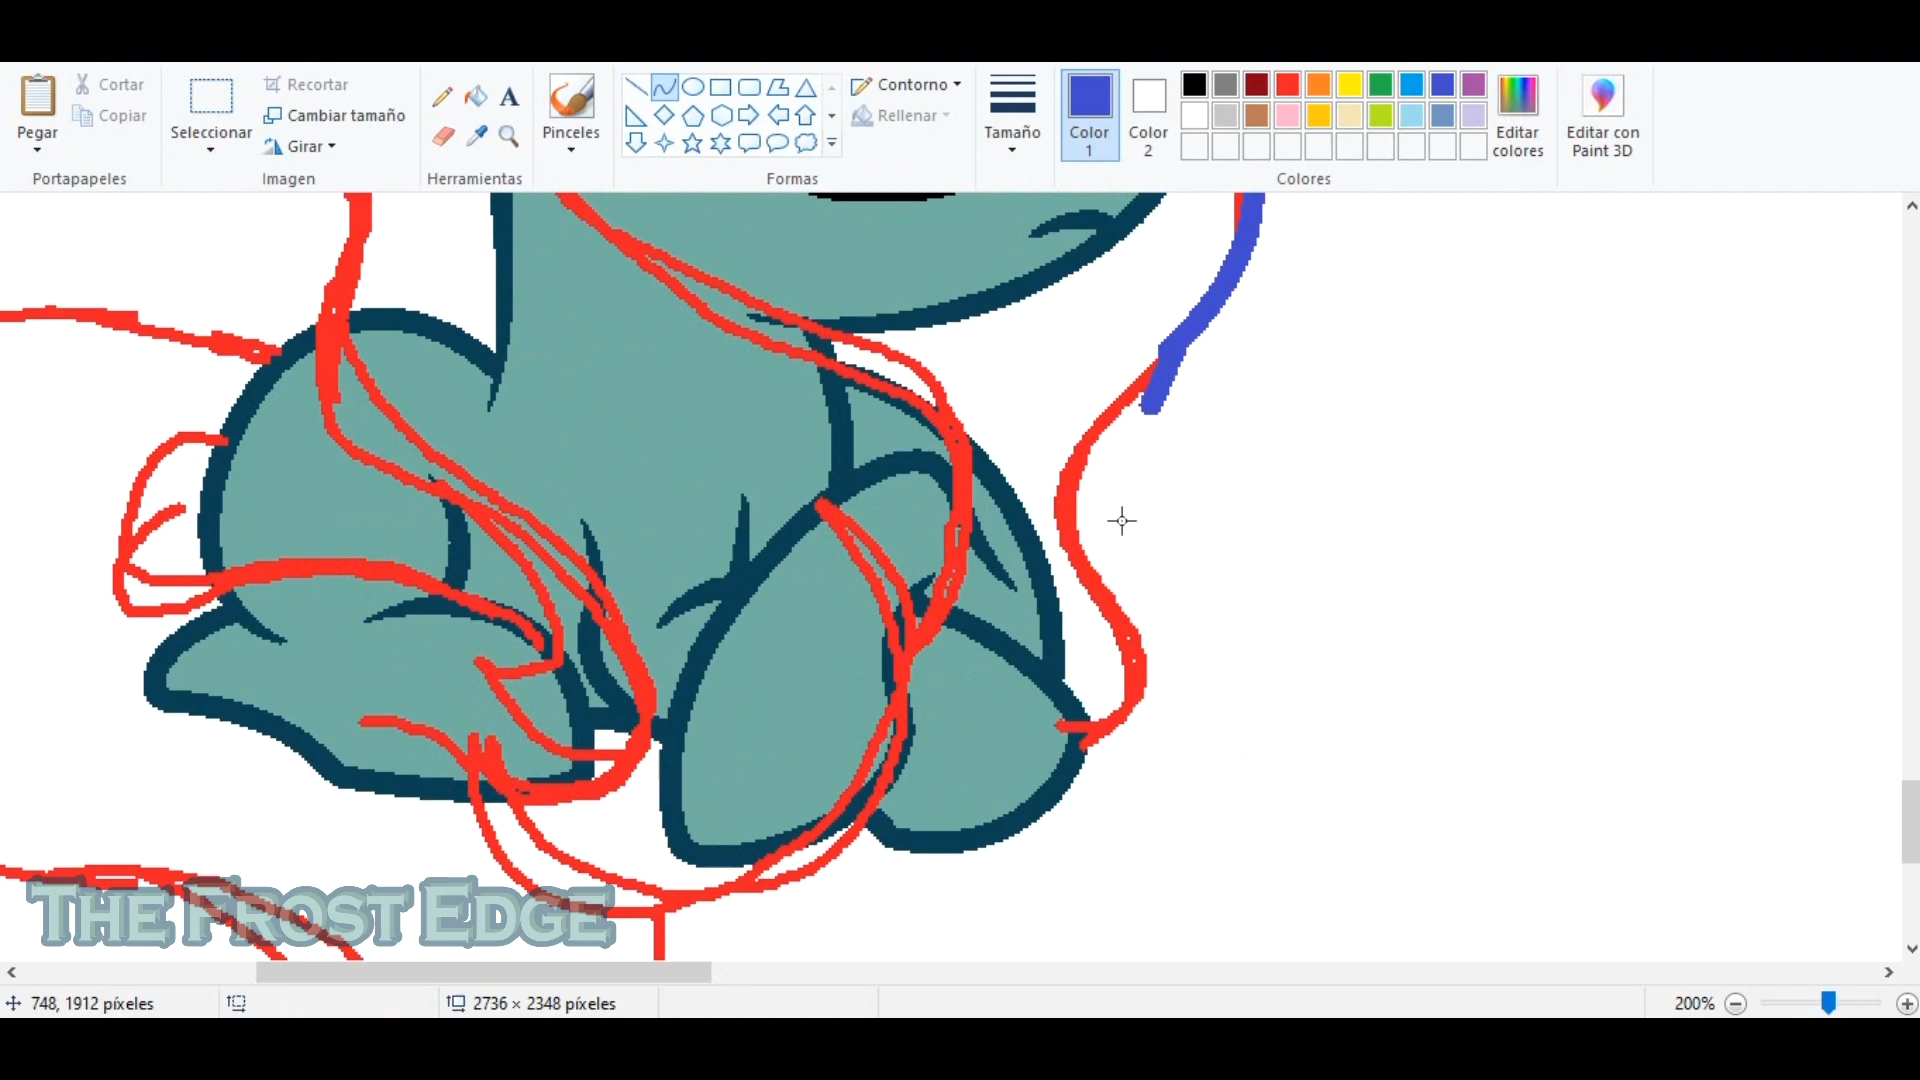 Cortar
Copiar
Pegar
Portapapeles
Seleccionar
Recortar
Cambiar tamaño
Girar
Imagen
A
Herramientas
Pinceles
Formas
Contorno
Rellenar
Tamaño
Color
1
Color
2
Editar
colores
Editar con
Paint 3D
Colores
The Frost Edge
748, 1912 píxeles
2736 × 2348 píxeles
200%